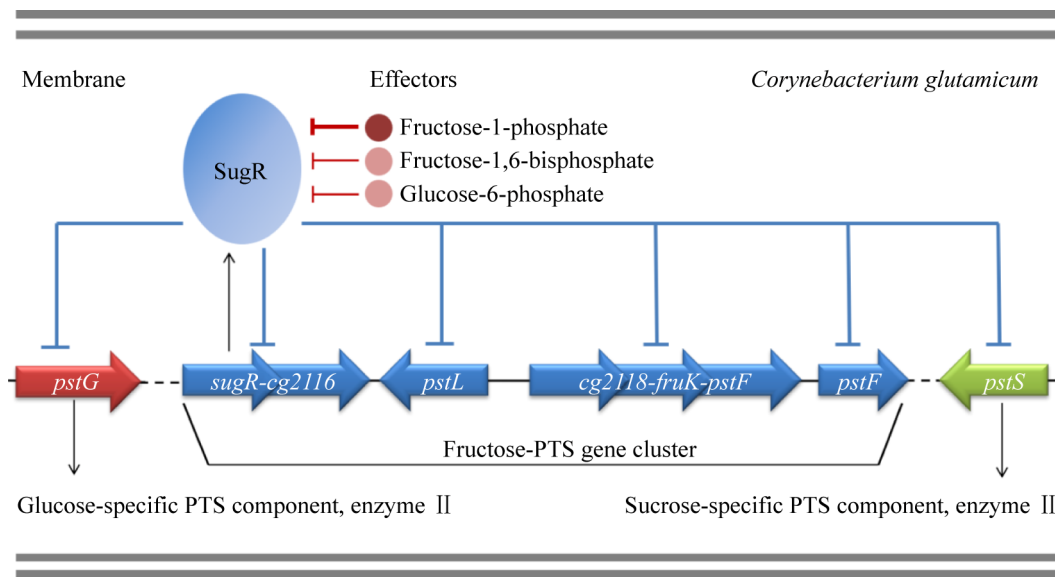 Membrane
Effectors
Corynebacterium glutamicum
SugR
Fructose-1-phosphate
Fructose-1,6-bisphosphate
Glucose-6-phosphate
pstG
sugR-cg2116
pstL
cg2118-fruK-pstF
pstF
pstS
Fructose-PTS gene cluster
Glucose-specific PTS component, enzyme Ⅱ
Sucrose-specific PTS component, enzyme Ⅱ